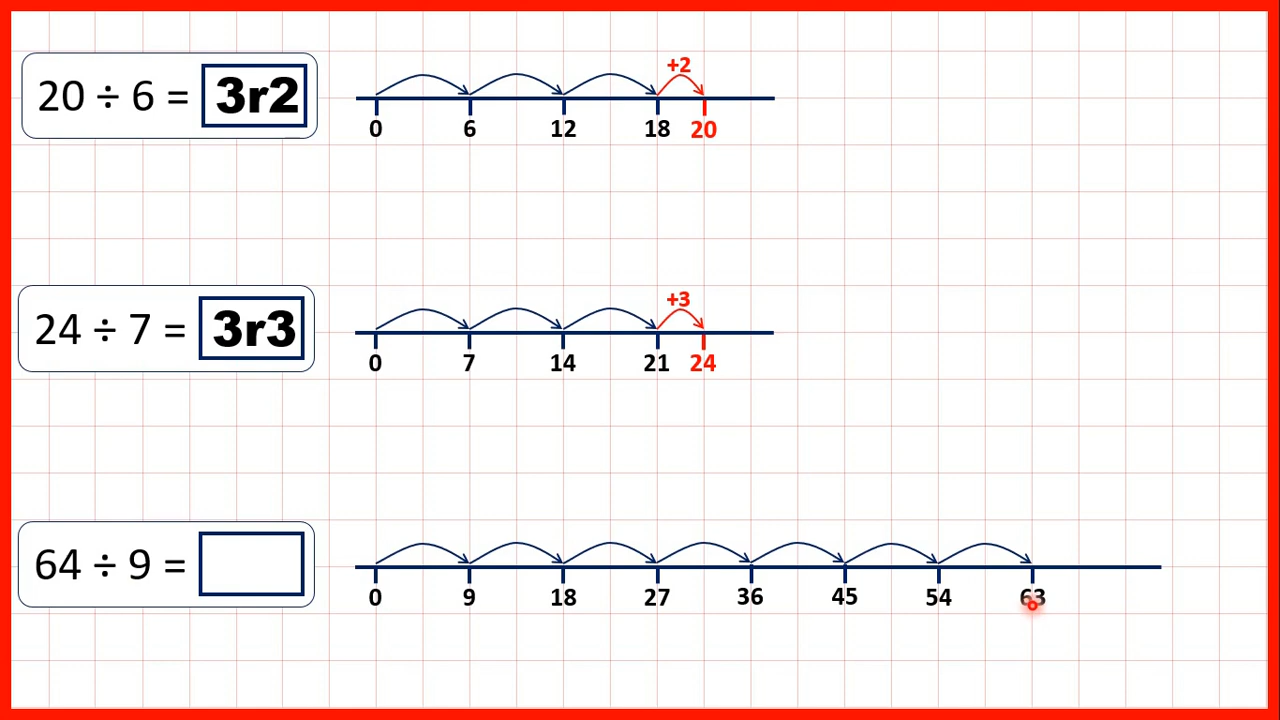 +2
20 ÷ 6 = 3r2
0 6 12 18 20
+3
24 ÷ 7 = 3r3
0 7 14 21 24
64 ÷ 9 =
0 9 18 27 36 45 54 63